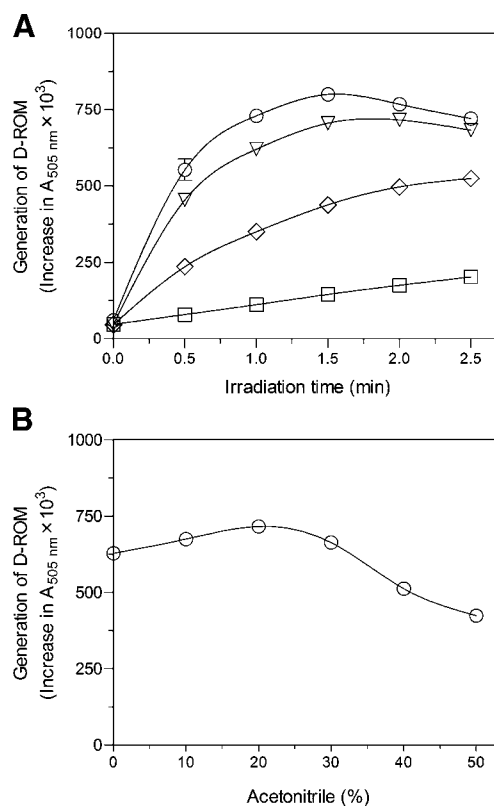 A
Generation of D-ROM
(Increase in A505 nm × 10³)
1000
750
500
250
0
0.0 0.5 1.0 1.5 2.0 2.5
Irradiation time (min)
B
Generation of D-ROM
(Increase in A505 nm × 10³)
1000
750
500
250
0
0 10 20 30 40 50
Acetonitrile (%)